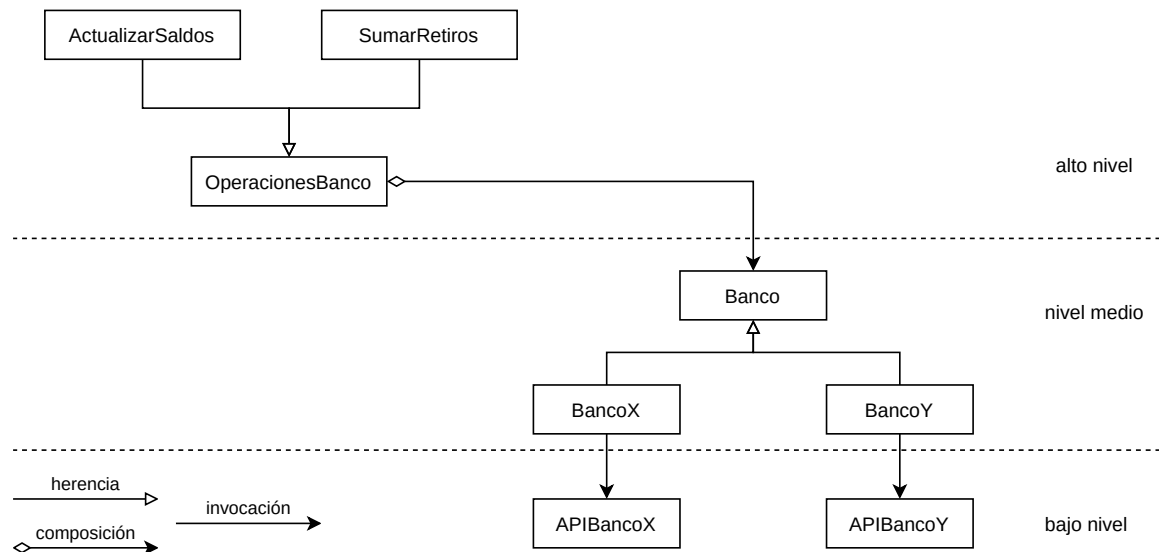 ActualizarSaldos
SumarRetiros
OperacionesBanco
alto nivel
Banco
nivel medio
BancoX
BancoY
herencia
invocación
composición
APIBancoX
APIBancoY
bajo nivel